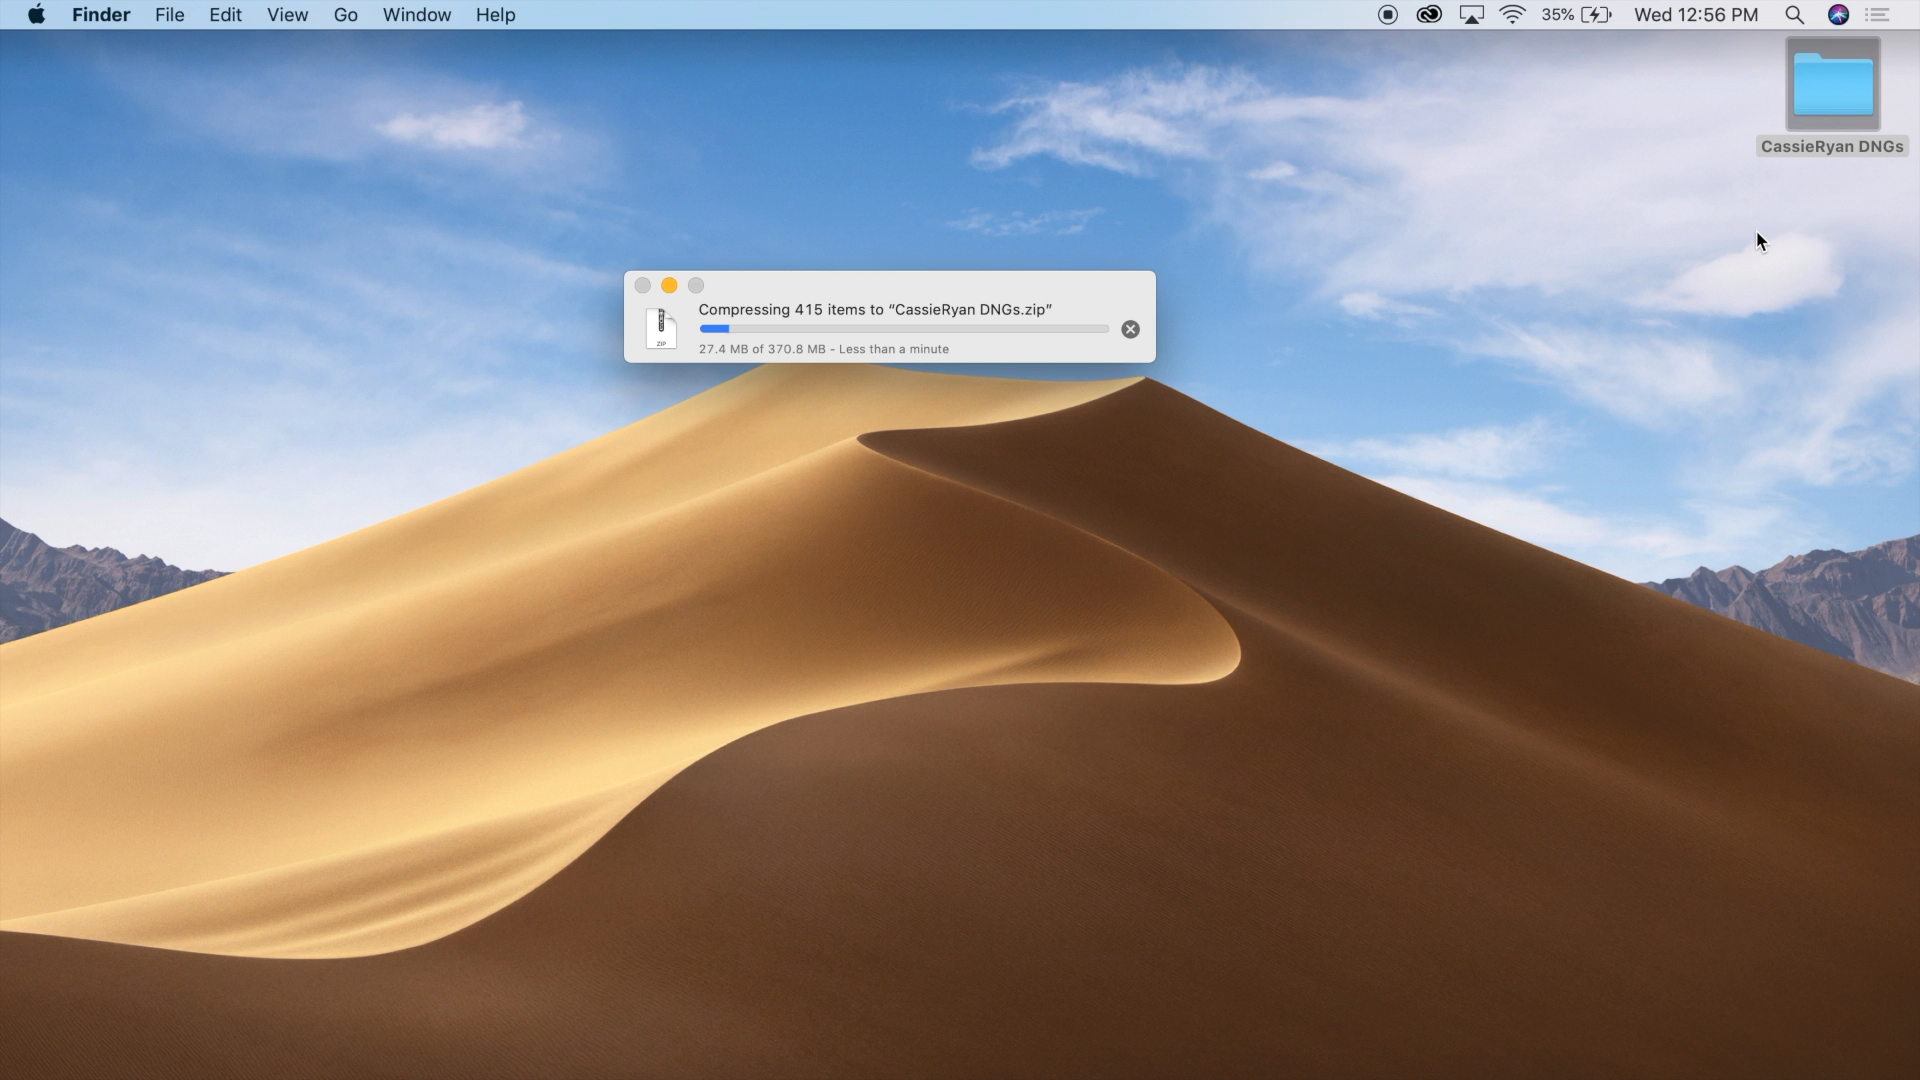 Finder File Edit View Go Window Help 35% Wed 12:56 PM
CassieRyan DNGs
Compressing 415 items to “CassieRyan DNGs.zip”
ZIP
27.4 MB of 370.8 MB - Less than a minute